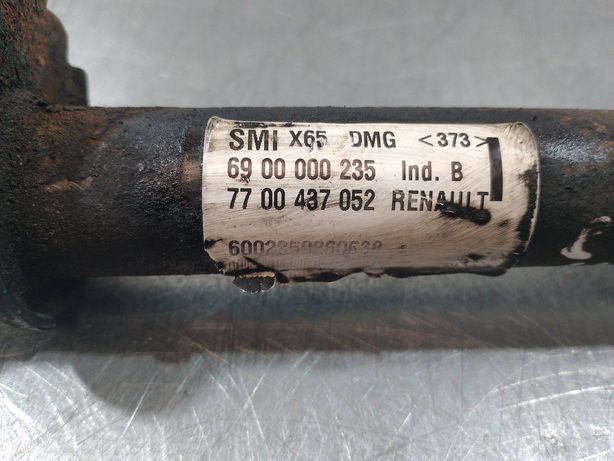 SMI X65 DMG <373>
69 00 000 235 Ind. B
77 00 437 052 RENAULT